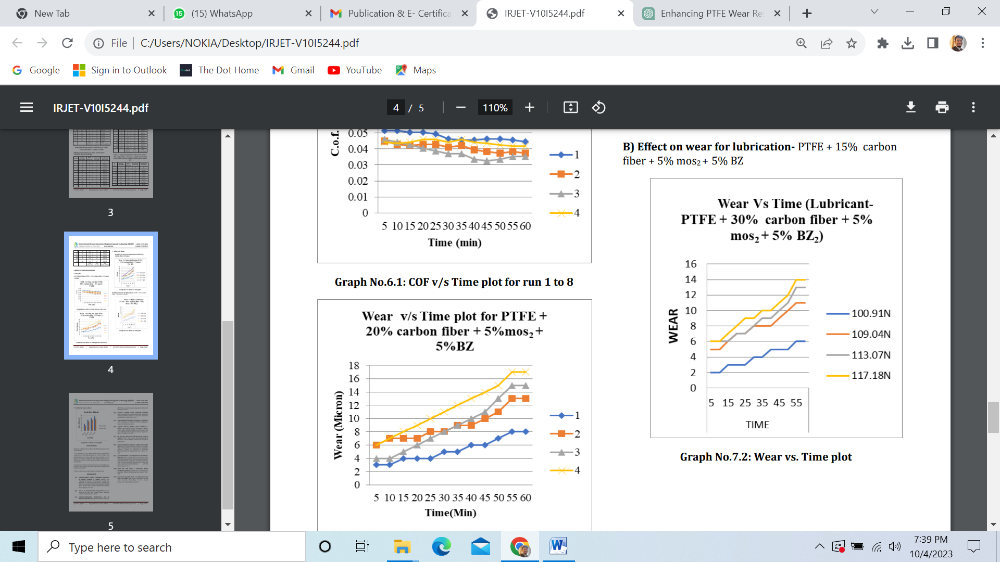 New Tab
(15) WhatsApp
Publication & E- Certifica
IRJET-V10I5244.pdf
Enhancing PTFE Wear Re
File
C:/Users/NOKIA/Desktop/IRJET-V10I5244.pdf
Google
Sign in to Outlook
The Dot Home
Gmail
YouTube
Maps
IRJET-V10I5244.pdf
4 / 5
110%
3
4
5
C.o.f.
0.05
0.04
0.03
0.02
0.01
0
5 10 15 20 25 30 35 40 45 50 55 60
Time (min)
1
2
3
4
Graph No.6.1: COF v/s Time plot for run 1 to 8
Wear v/s Time plot for PTFE +
20% carbon fiber + 5%mos₂ +
5%BZ
Wear (Micron)
18
16
14
12
10
8
6
4
2
0
5 10 15 20 25 30 35 40 45 50 55 60
Time(Min)
1
2
3
4
B) Effect on wear for lubrication- PTFE + 15% carbon
fiber + 5% mos₂ + 5% BZ
Wear Vs Time (Lubricant-
PTFE + 30% carbon fiber + 5%
mos₂ + 5% BZ₂)
WEAR
16
14
12
10
8
6
4
2
0
5 15 25 35 45 55
TIME
100.91N
109.04N
113.07N
117.18N
Graph No.7.2: Wear vs. Time plot
Type here to search
7:39 PM
10/4/2023